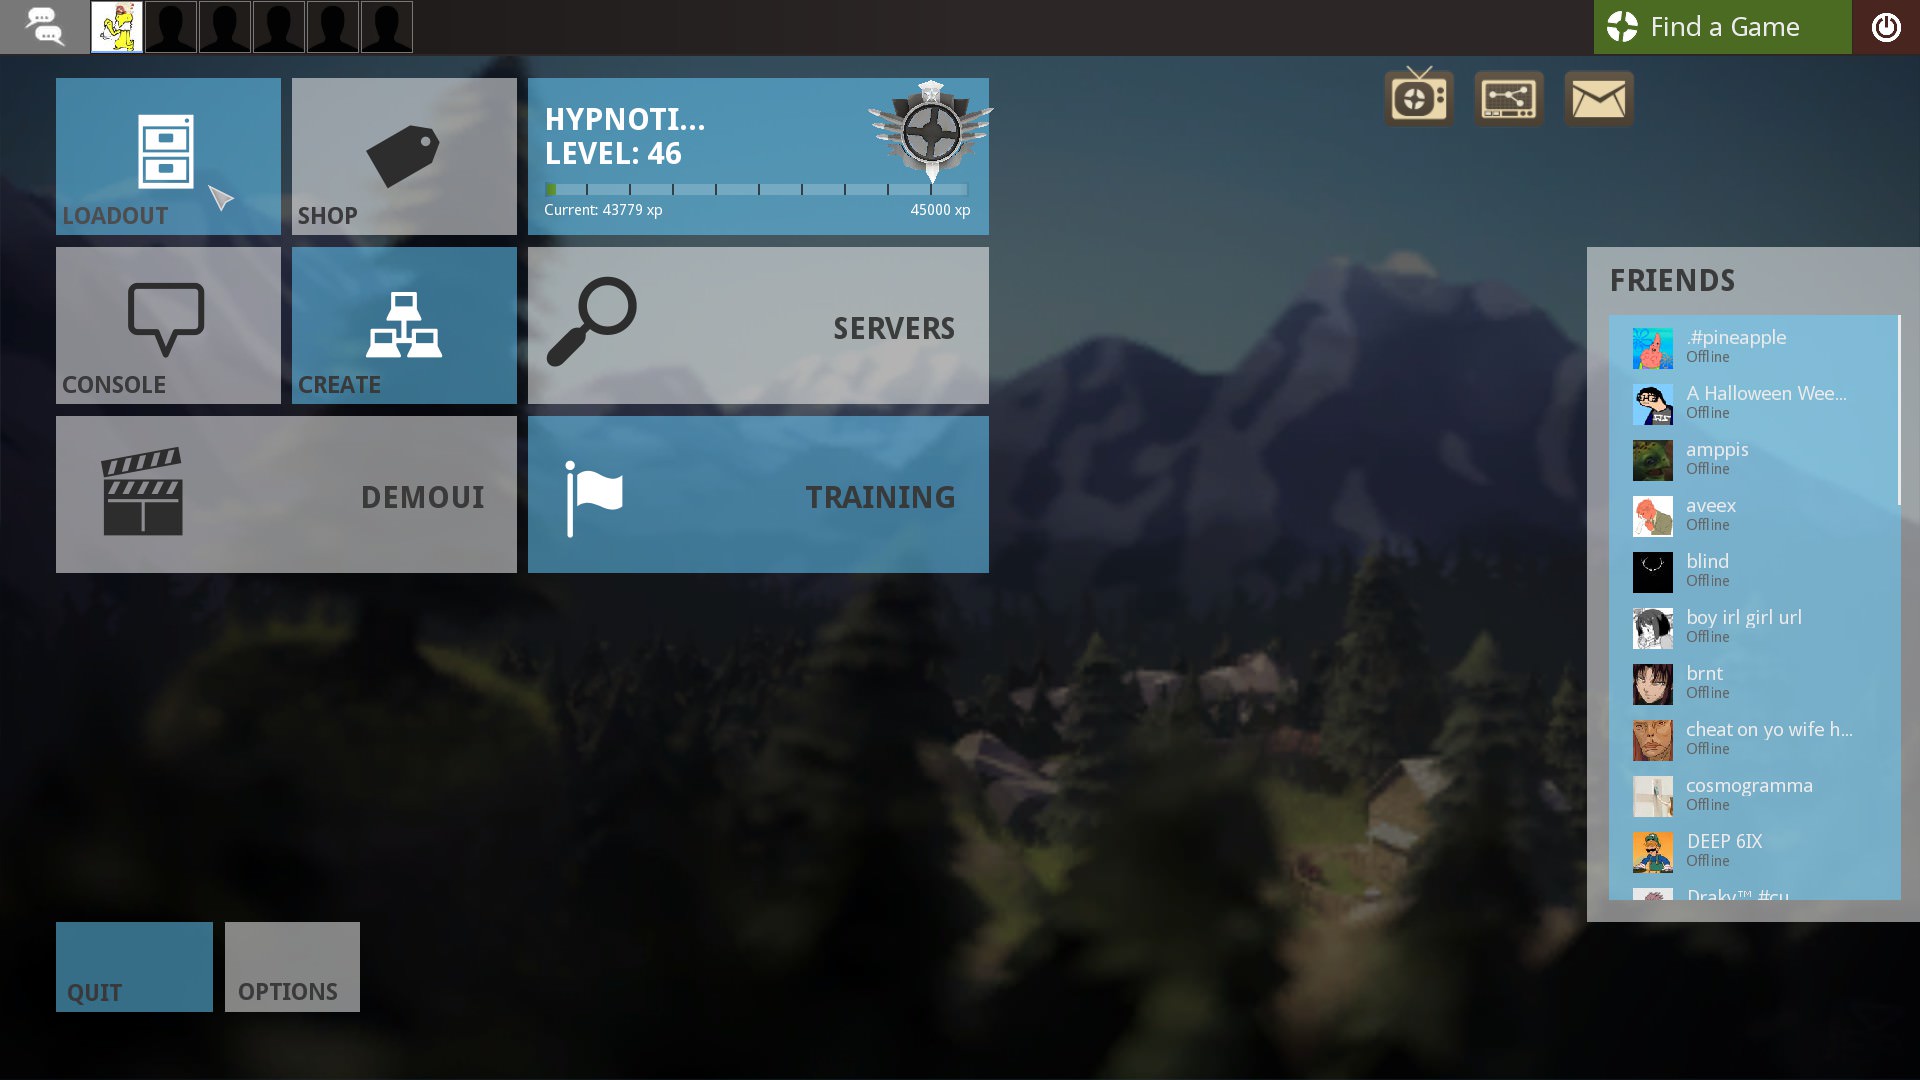 Find a Game
HYPNOTI...
LEVEL: 46
Current: 43779 xp
45000 xp
LOADOUT
SHOP
CONSOLE
CREATE
SERVERS
DEMOUI
TRAINING
QUIT
OPTIONS
FRIENDS
.#pineapple
Offline
A Halloween Wee...
Offline
amppis
Offline
aveex
Offline
blind
Offline
boy irl girl url
Offline
brnt
Offline
cheat on yo wife h...
Offline
cosmogramma
Offline
DEEP 6IX
Offline
Draky™ #cu